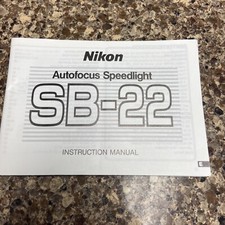 Nikon
Autofocus Speedlight
SB-22
INSTRUCTION MANUAL